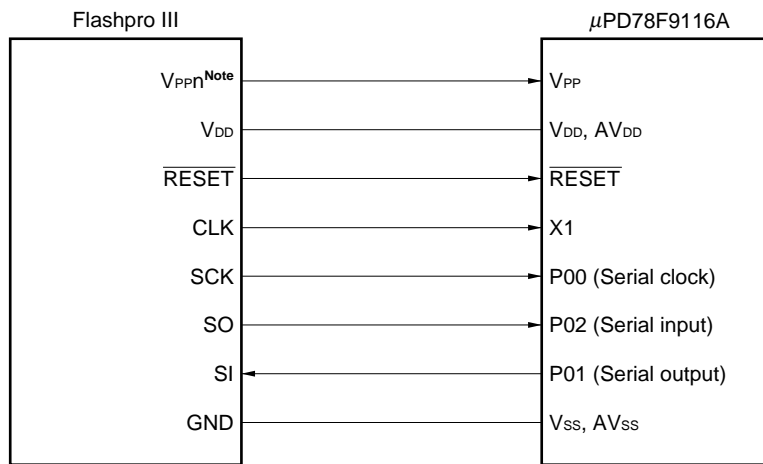 Flashpro III μPD78F9116A
VPPnNote VPP
VDD VDD, AVDD
RESET RESET
CLK X1
SCK P00 (Serial clock)
SO P02 (Serial input)
SI P01 (Serial output)
GND VSS, AVSS